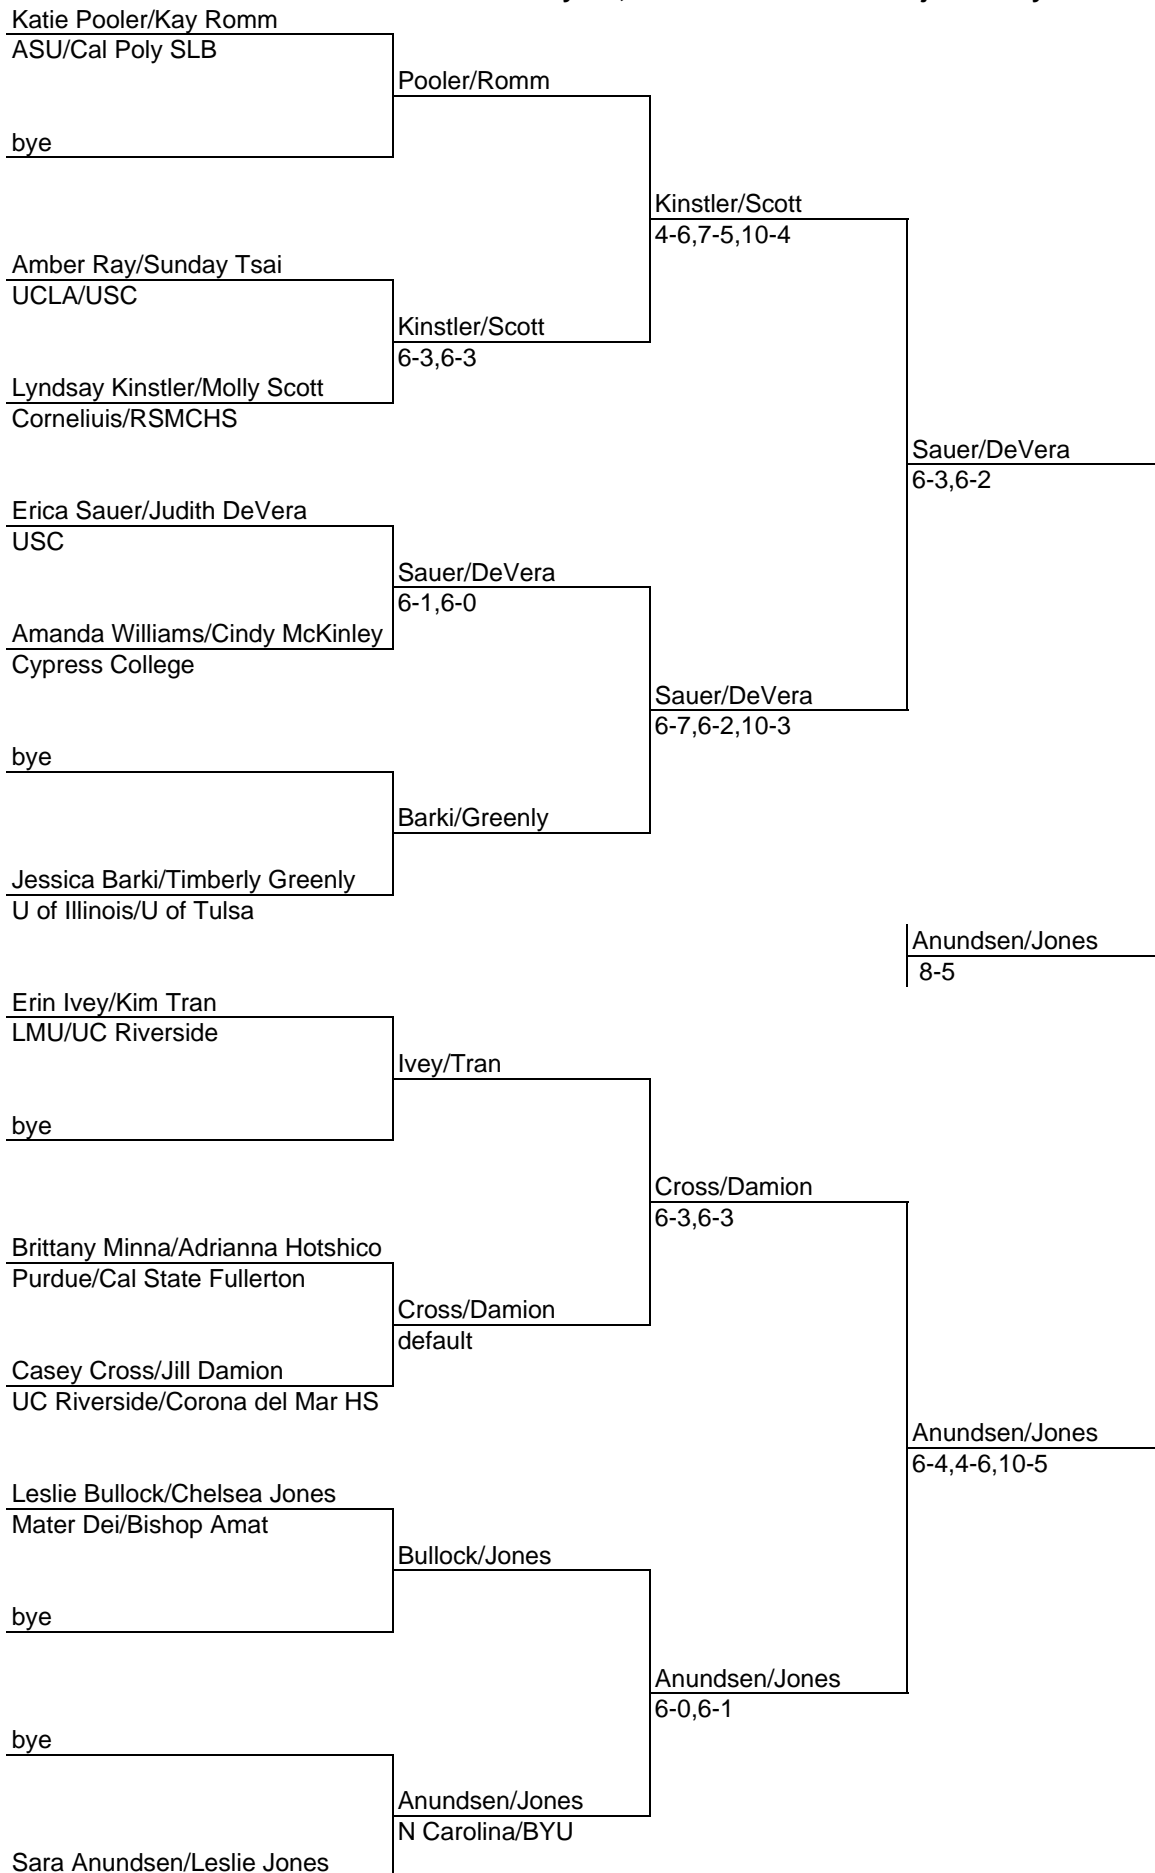 Katie Pooler/Kay Romm
ASU/Cal Poly SLB
Pooler/Romm
bye
Kinstler/Scott
4-6,7-5,10-4
Amber Ray/Sunday Tsai
UCLA/USC
Kinstler/Scott
6-3,6-3
Lyndsay Kinstler/Molly Scott
Corneliuis/RSMCHS
Sauer/DeVera
6-3,6-2
Erica Sauer/Judith DeVera
USC
Sauer/DeVera
6-1,6-0
Amanda Williams/Cindy McKinley
Cypress College
Sauer/DeVera
6-7,6-2,10-3
bye
Barki/Greenly
Jessica Barki/Timberly Greenly
U of Illinois/U of Tulsa
Anundsen/Jones
8-5
Erin Ivey/Kim Tran
LMU/UC Riverside
Ivey/Tran
bye
Cross/Damion
6-3,6-3
Brittany Minna/Adrianna Hotshico
Purdue/Cal State Fullerton
Cross/Damion
default
Casey Cross/Jill Damion
UC Riverside/Corona del Mar HS
Anundsen/Jones
6-4,4-6,10-5
Leslie Bullock/Chelsea Jones
Mater Dei/Bishop Amat
Bullock/Jones
bye
Anundsen/Jones
6-0,6-1
bye
Anundsen/Jones
N Carolina/BYU
Sara Anundsen/Leslie Jones